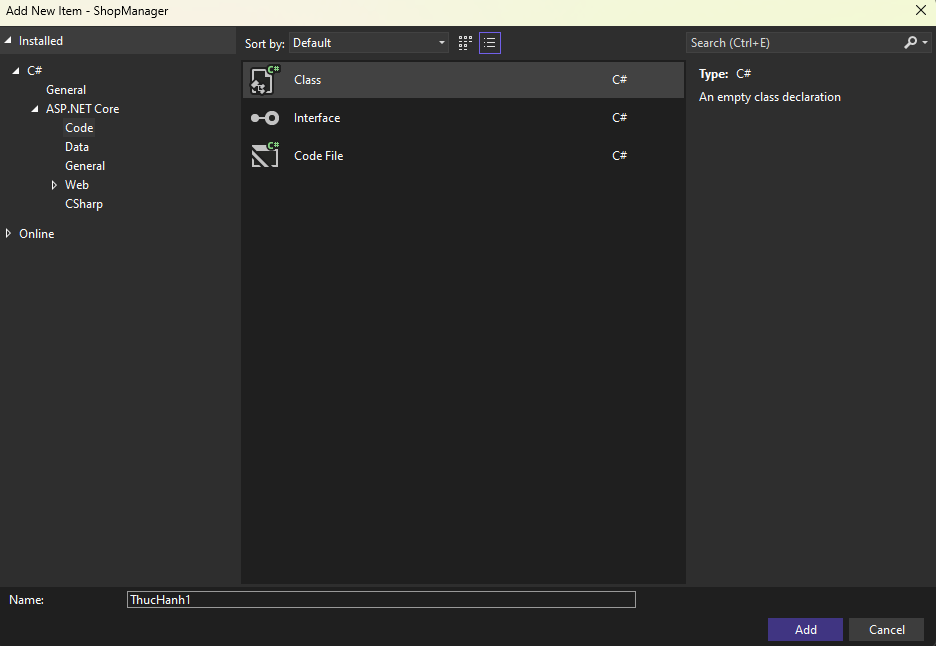 Add New Item - ShopManager
Installed
C#
General
ASP.NET Core
Code
Data
General
Web
CSharp
Online
Sort by: Default
C# Class C#
Interface C#
C# Code File C#
Search (Ctrl+E)
Type: C#
An empty class declaration
Name: ThucHanh1
Add Cancel